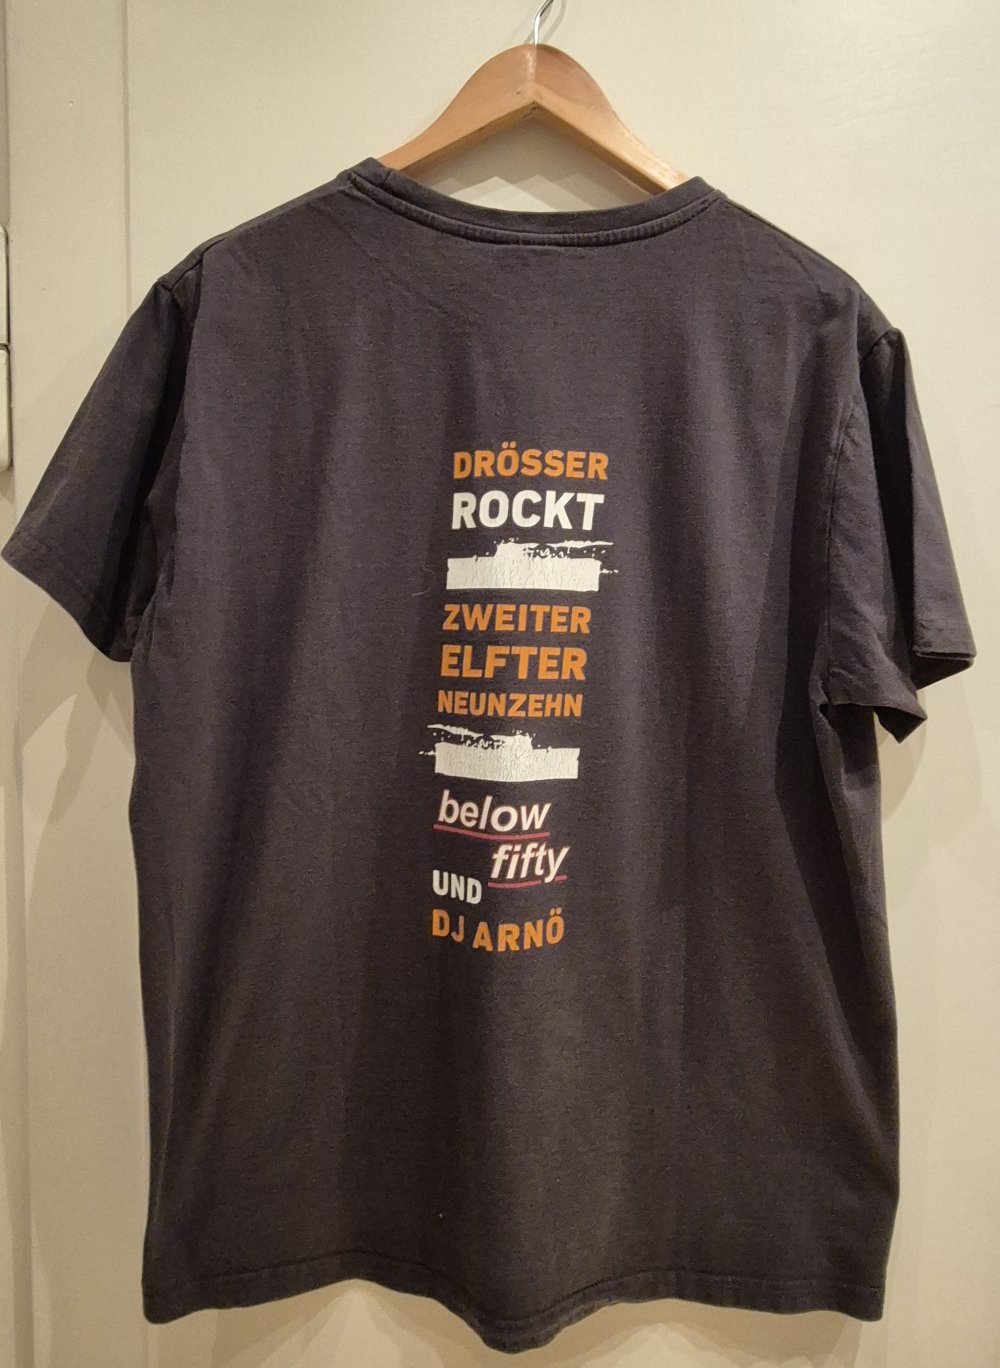 DRÖSSER
ROCKT
ZWEITER
ELFTER
NEUNZEHN
below
fifty
UND
DJ ARNÖ